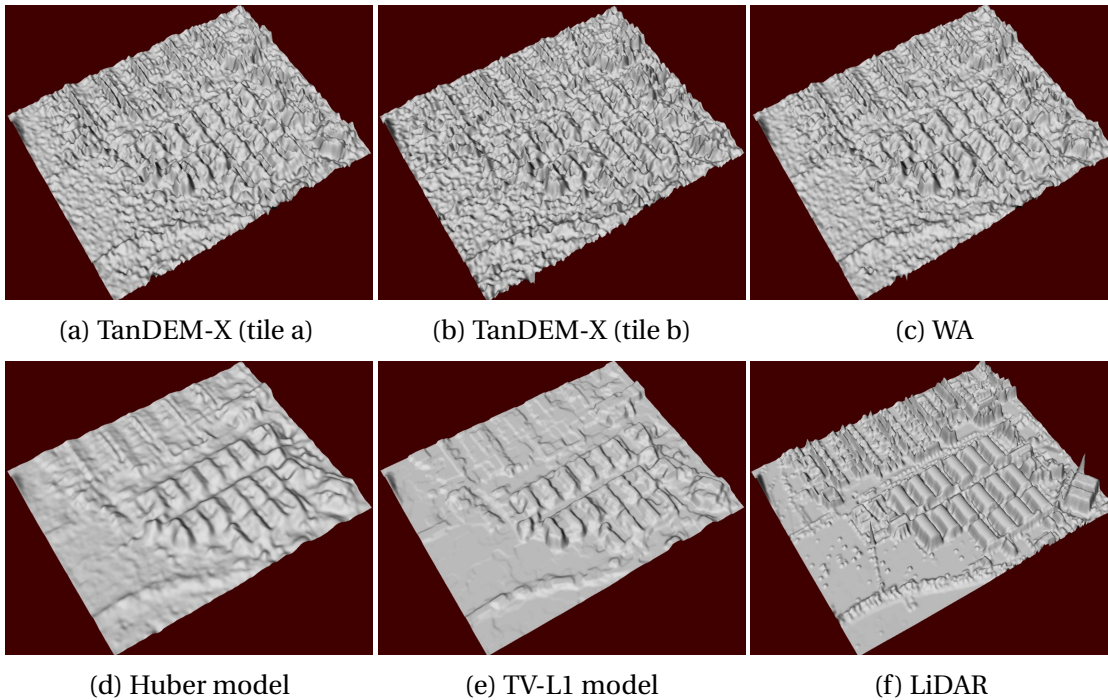 (a) TanDEM-X (tile a)
(b) TanDEM-X (tile b)
(c) WA
(d) Huber model
(e) TV-L1 model
(f) LiDAR